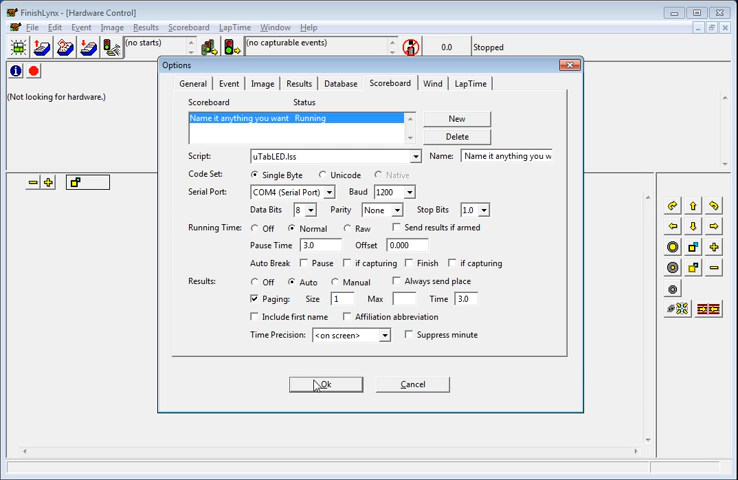 FinishLynx - [Hardware Control]
File Edit Event Image Results Scoreboard LapTime Window Help
(no starts) (no capturable events) 0.0 Stopped
(Not looking for hardware.)
Options
General Event Image Results Database Scoreboard Wind LapTime
Scoreboard Status
Name it anything you want Running
New
Delete
Script: uTabLED.lss Name: Name it anything you w
Code Set: Single Byte Unicode Native
Serial Port: COM4 (Serial Port) Baud 1200
Data Bits 8 Parity None Stop Bits 1.0
Running Time: Off Normal Raw Send results if armed
Pause Time 3.0 Offset 0.000
Auto Break Pause if capturing Finish if capturing
Results: Off Auto Manual Always send place
Paging: Size 1 Max Time 3.0
Include first name Affiliation abbreviation
Time Precision: <on screen> Suppress minute
Ok Cancel